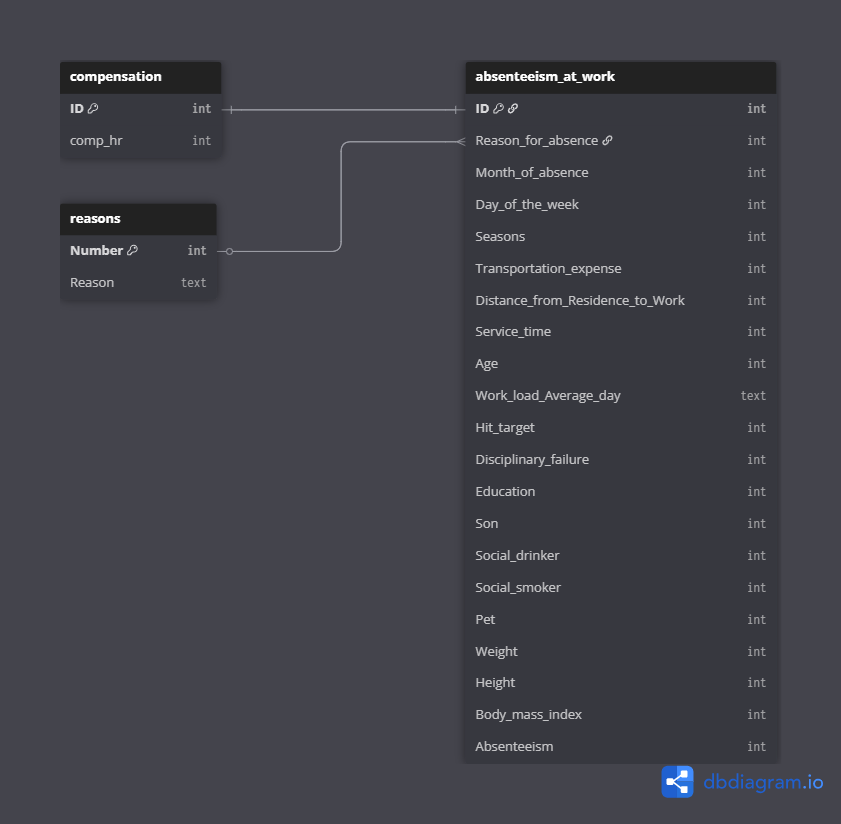 compensation
ID int
comp_hr int
reasons
Number int
Reason text
absenteeism_at_work
ID int
Reason_for_absence int
Month_of_absence int
Day_of_the_week int
Seasons int
Transportation_expense int
Distance_from_Residence_to_Work int
Service_time int
Age int
Work_load_Average_day text
Hit_target int
Disciplinary_failure int
Education int
Son int
Social_drinker int
Social_smoker int
Pet int
Weight int
Height int
Body_mass_index int
Absenteeism int
dbdiagram.io